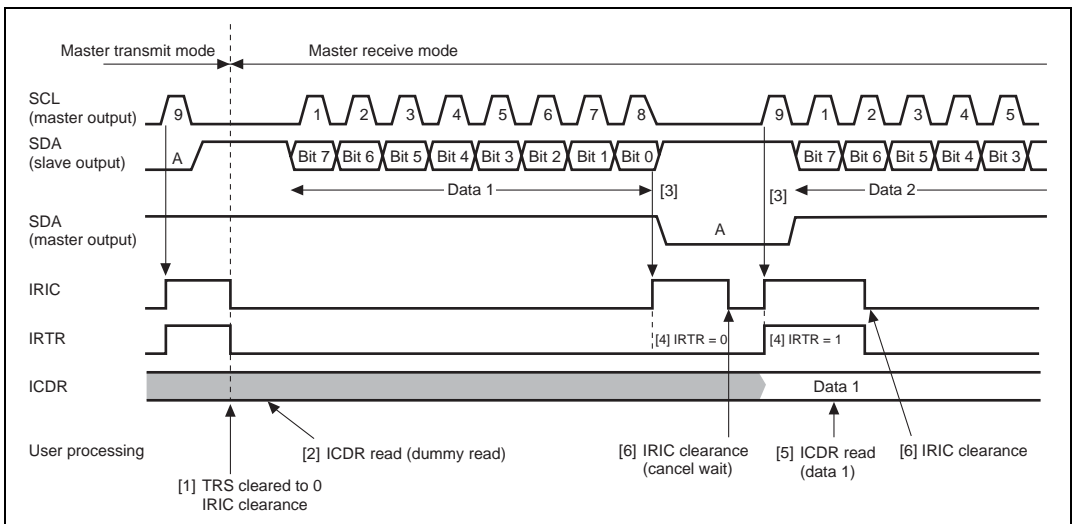 Master transmit mode
Master receive mode
SCL
(master output)
9 1 2 3 4 5 6 7 8 9 1 2 3 4 5
SDA
(slave output)
A Bit 7 Bit 6 Bit 5 Bit 4 Bit 3 Bit 2 Bit 1 Bit 0 Bit 7 Bit 6 Bit 5 Bit 4 Bit 3
Data 1 [3] [3] Data 2
SDA
(master output)
A
IRIC
IRTR
[4] IRTR = 0 [4] IRTR = 1
ICDR
Data 1
User processing
[1] TRS cleared to 0
IRIC clearance
[2] ICDR read (dummy read)
[6] IRIC clearance
(cancel wait)
[5] ICDR read
(data 1)
[6] IRIC clearance